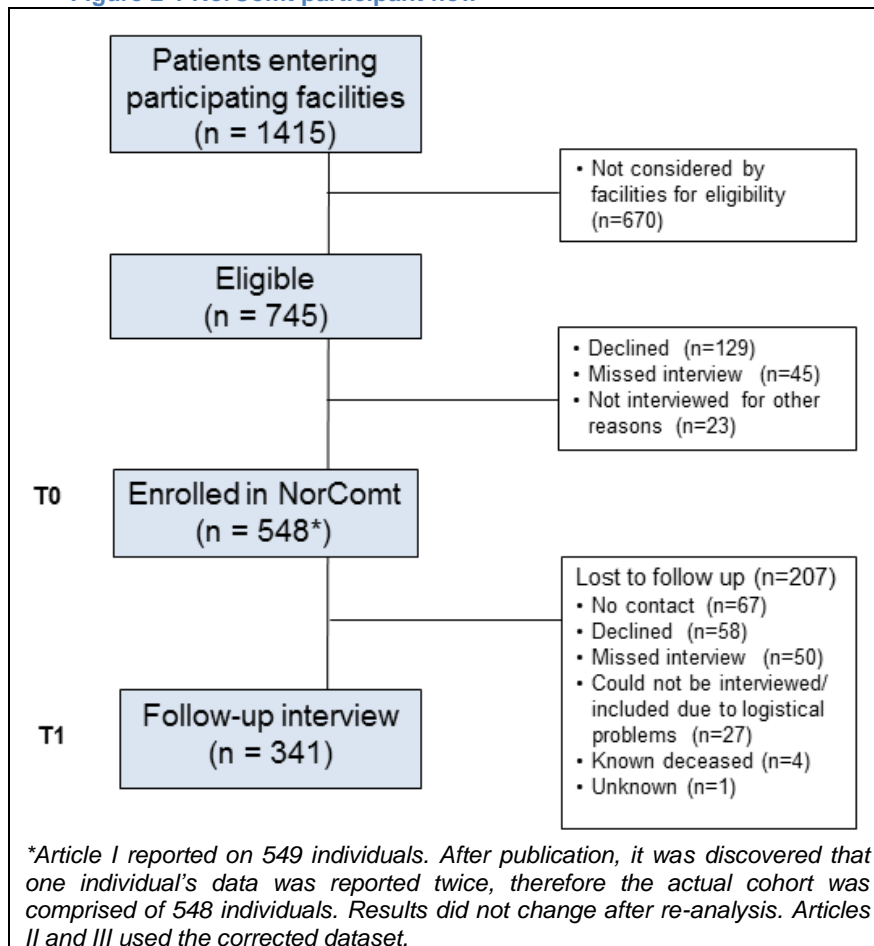 Patients entering
participating facilities
(n = 1415)
• Not considered by
facilities for eligibility
(n=670)
Eligible
(n = 745)
• Declined (n=129)
• Missed interview (n=45)
• Not interviewed for other
reasons (n=23)
T0
Enrolled in NorComt
(n = 548*)
Lost to follow up (n=207)
• No contact (n=67)
• Declined (n=58)
• Missed interview (n=50)
• Could not be interviewed/
included due to logistical
problems (n=27)
• Known deceased (n=4)
• Unknown (n=1)
T1
Follow-up interview
(n = 341)
*Article I reported on 549 individuals. After publication, it was discovered that
one individual's data was reported twice, therefore the actual cohort was
comprised of 548 individuals. Results did not change after re-analysis. Articles
II and III used the corrected dataset.